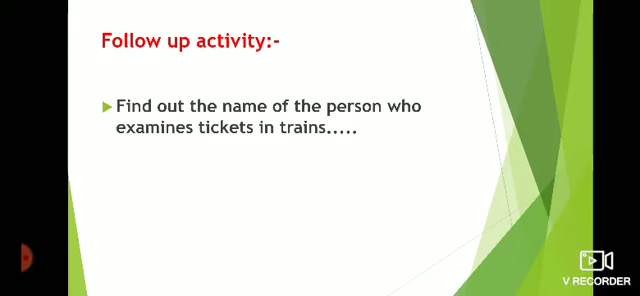 Follow up activity:-
Find out the name of the person who
examines tickets in trains.....
V RECORDER